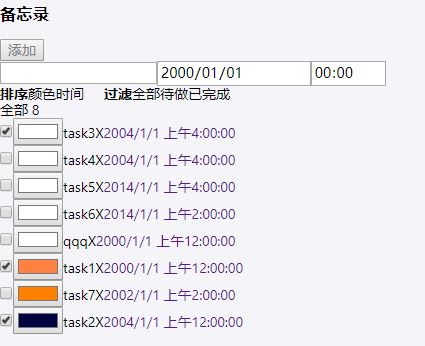 备忘录
添加
2000/01/01 00:00
排序颜色时间 过滤全部待做已完成
全部 8
task3X2004/1/1 上午4:00:00
task4X2004/1/1 上午4:00:00
task5X2014/1/1 上午4:00:00
task6X2014/1/1 上午2:00:00
qqqX2000/1/1 上午12:00:00
task1X2000/1/1 上午12:00:00
task7X2002/1/1 上午2:00:00
task2X2004/1/1 上午12:00:00